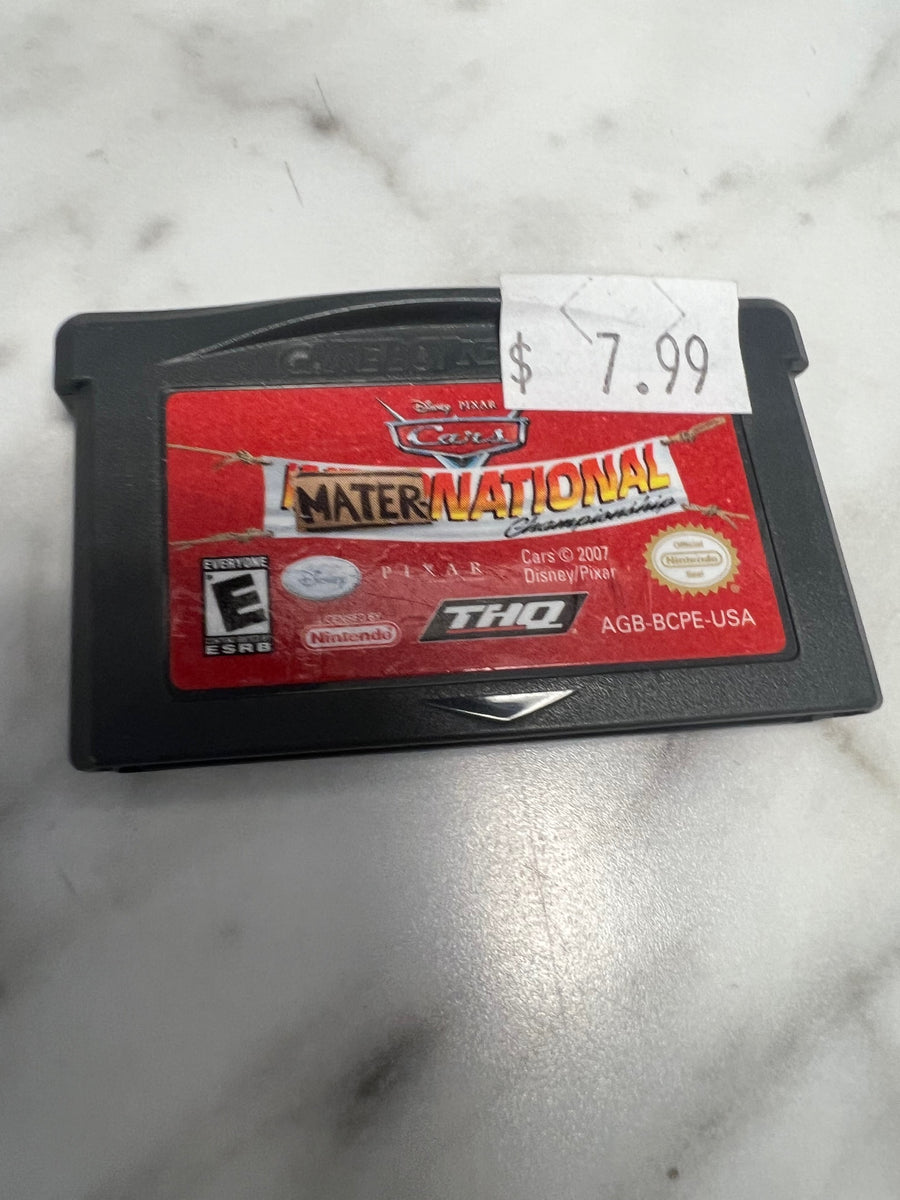 $ 7.99
GAME BOY
Disney PIXAR
Cars
MATER-NATIONAL
Championship
EVERYONE
E
ESRB
Disney
PIXAR
Cars © 2007
Disney/Pixar
Official
Nintendo
Seal
LICENSED BY
Nintendo
THQ
AGB-BCPE-USA